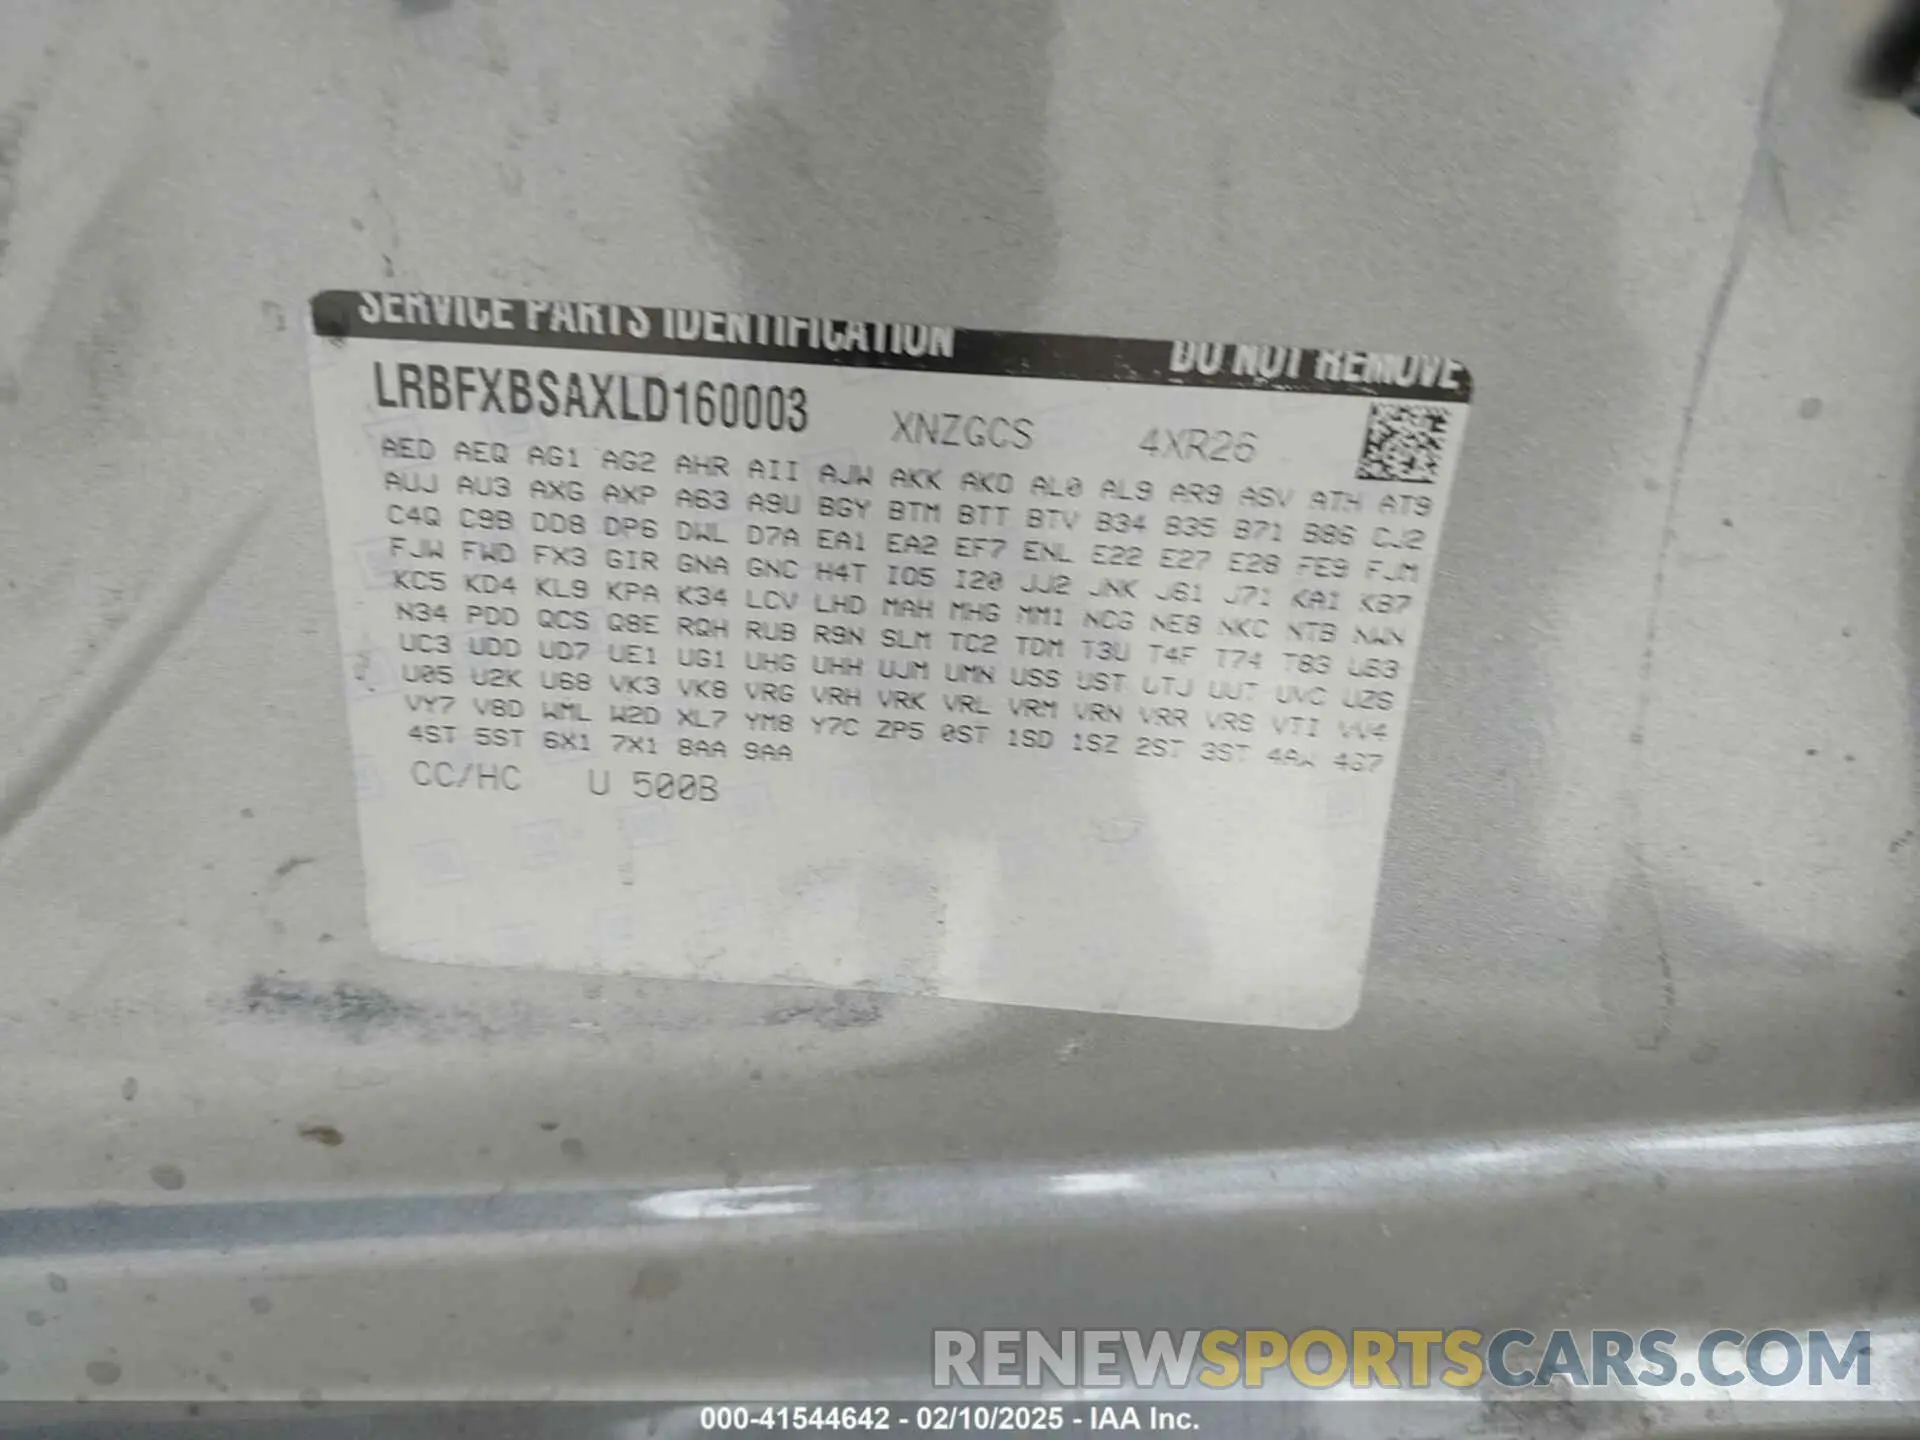 SERVICE PARTS IDENTIFICATION DO NOT REMOVE
LRBFXBSAXLD160003 XNZGCS 4XR26
AED AEQ AG1 AG2 AHR AII AJW AKK AKO AL0 AL9 AR9 ASV ATH AT9
AUJ AU3 AXG AXP A63 A9U BGY BTM BTT BTV B34 B35 B71 B86 CJ2
C4Q C9B DD8 DP6 DWL D7A EA1 EA2 EF7 ENL E22 E27 E28 FE9 FJM
FJW FWD FX3 GIR GNA GNC H4T IO5 I20 JJ2 JNK J61 J71 KA1 KB7
KC5 KD4 KL9 KPA K34 LCV LHD MAH MHG MM1 NCG NE8 NKC NTB NWN
N34 PDD QCS Q8E RQH RUB R9N SLM TC2 TDM T3U T4F T74 T8G UB3
UC3 UDD UD7 UE1 UG1 UHG UHH UJM UMN USS UST UTJ UUT UVC UZ6
U05 U2K U68 VK3 VK8 VRG VRH VRK VRL VRM VRN VRR VRS VTI VV4
VY7 V8D WML W2D XL7 YM8 Y7C ZP5 0ST 1SD 1SZ 2ST 3ST 4AW 4G7
4ST 5ST 6X1 7X1 8AA 9AA
CC/HC U 500B
RENEWSPORTSCARS.COM
000-41544642 - 02/10/2025 - IAA Inc.